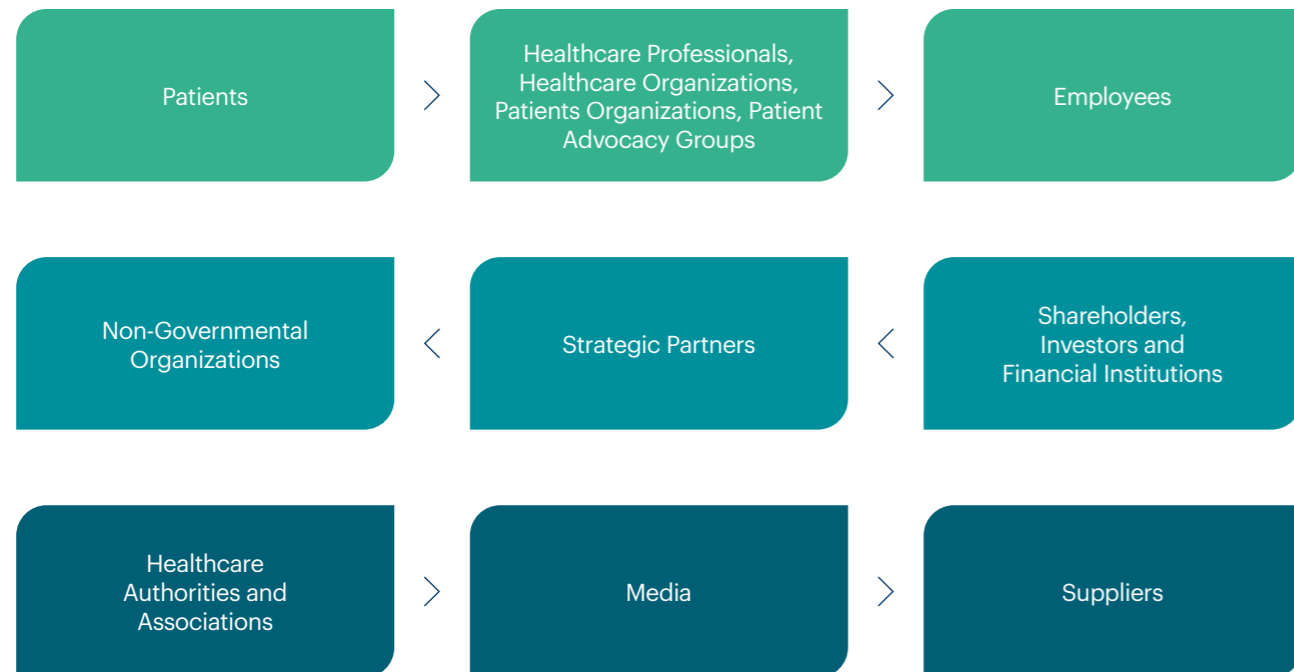 Patients
Healthcare Professionals,
Healthcare Organizations,
Patients Organizations, Patient
Advocacy Groups
Employees
Non-Governmental
Organizations
Strategic Partners
Shareholders,
Investors and
Financial Institutions
Healthcare
Authorities and
Associations
Media
Suppliers